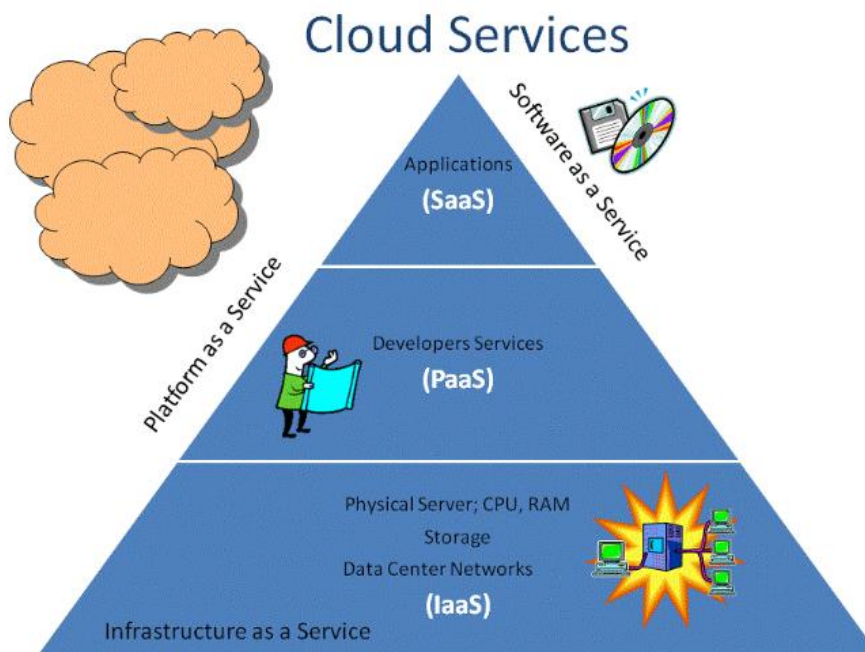 Cloud Services
Software as a Service
Applications
(SaaS)
Platform as a Service
Developers Services
(PaaS)
Physical Server; CPU, RAM
Storage
Data Center Networks
(IaaS)
Infrastructure as a Service